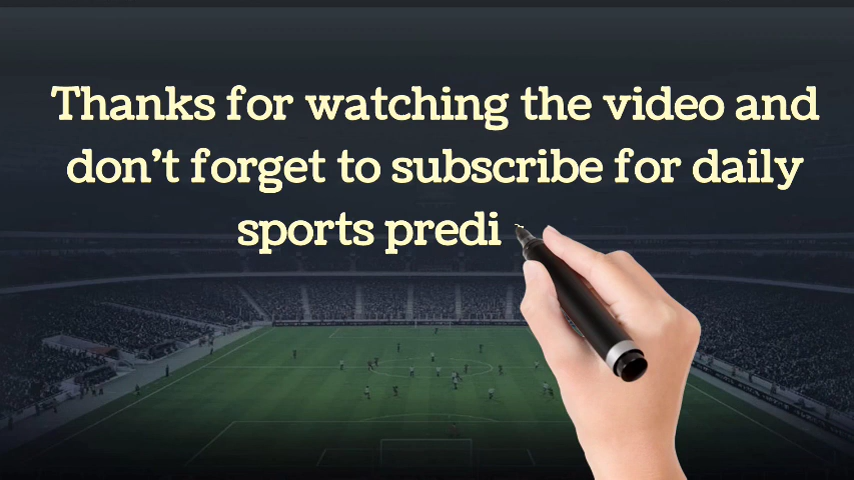 Thanks for watching the video and
don’t forget to subscribe for daily
sports predi